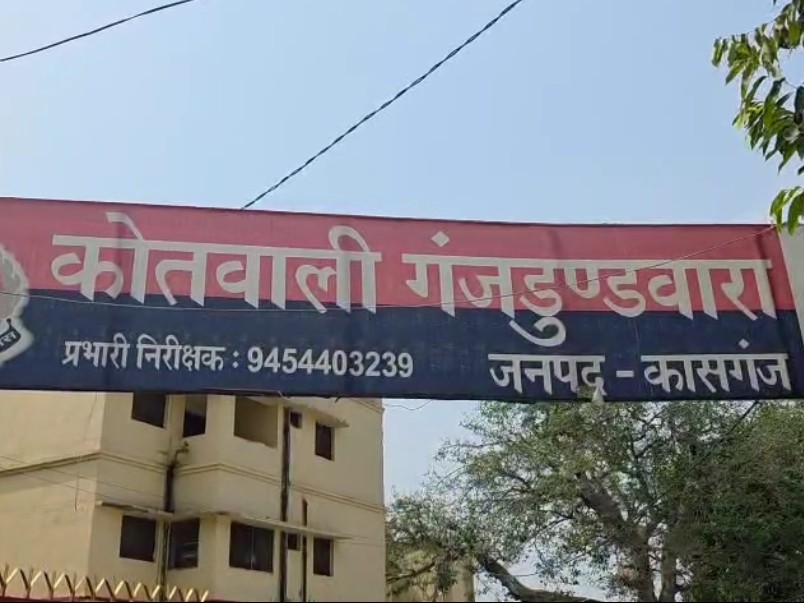 कोतवाली गंजडुण्डवारा
प्रभारी निरीक्षक : 9454403239
जनपद - कासगंज